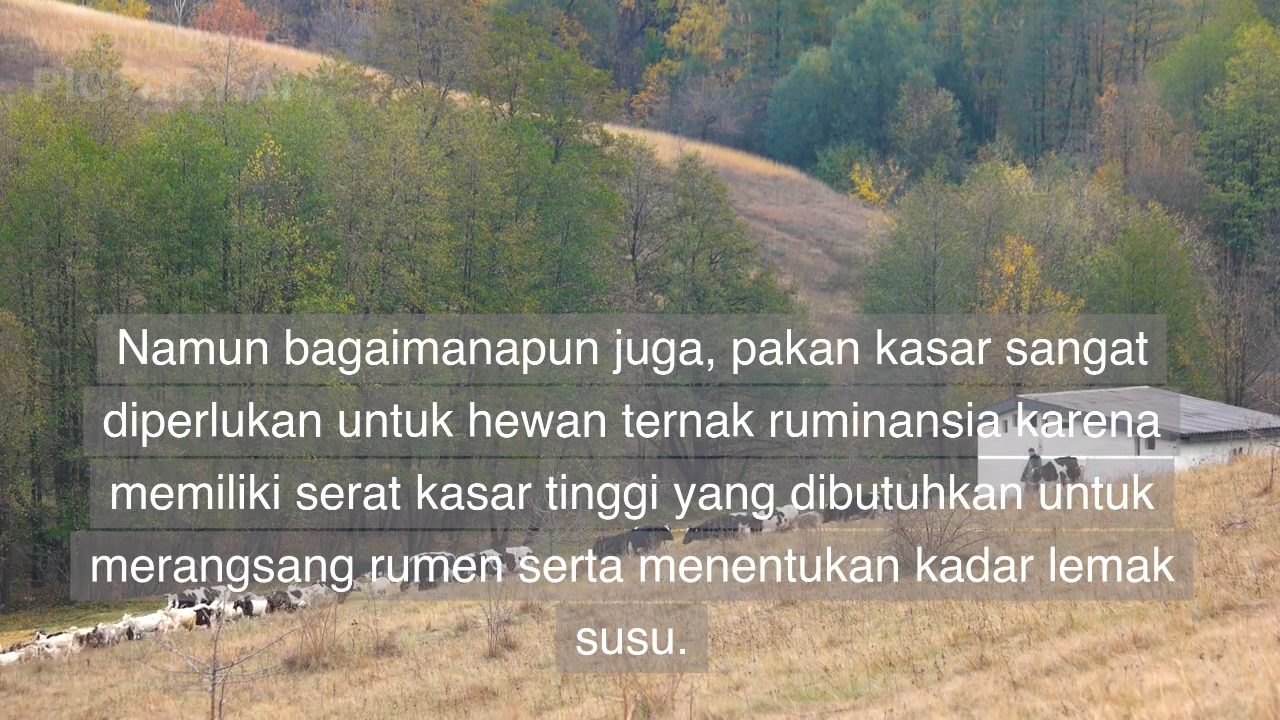 Namun bagaimanapun juga, pakan kasar sangat
diperlukan untuk hewan ternak ruminansia karena
memiliki serat kasar tinggi yang dibutuhkan untuk
merangsang rumen serta menentukan kadar lemak
susu.